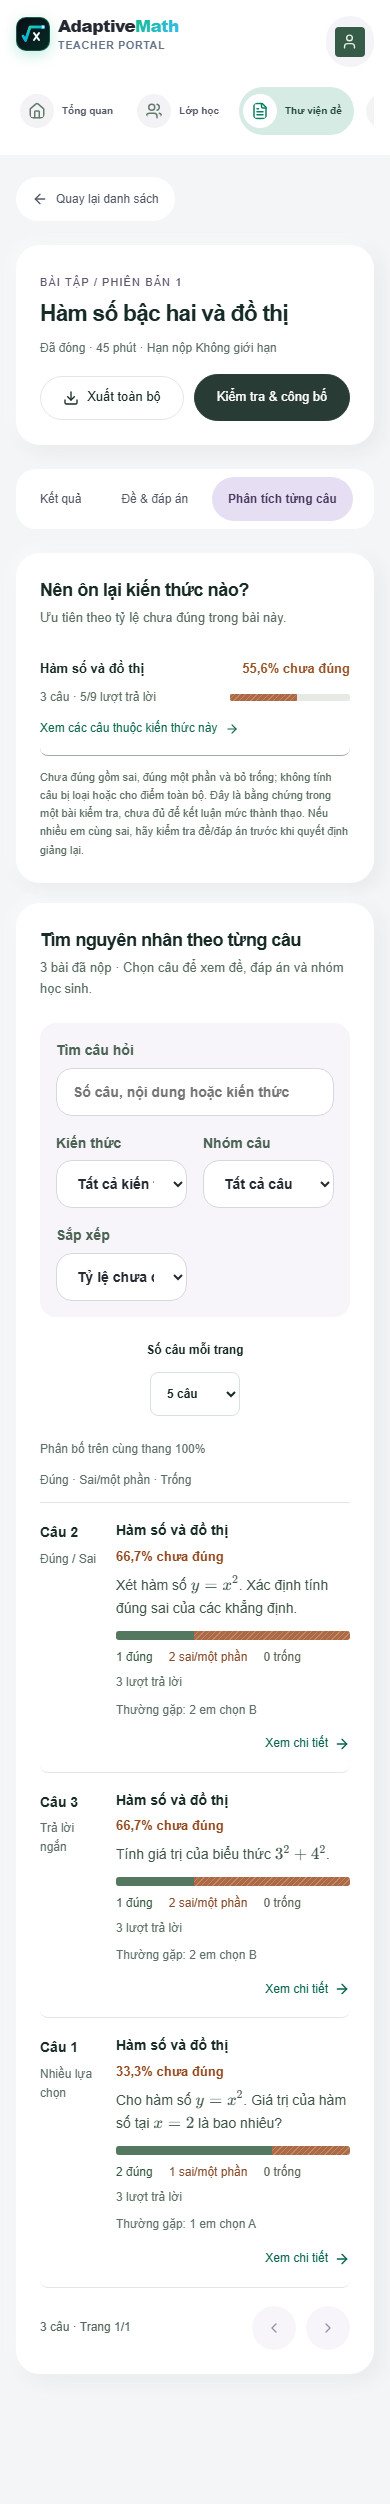 AdaptiveMath
TEACHER PORTAL
Tổng quan
Lớp học
Thư viện đề
Quay lại danh sách
BÀI TẬP / PHIÊN BẢN 1
Hàm số bậc hai và đồ thị
Đã đóng · 45 phút · Hạn nộp Không giới hạn
Xuất toàn bộ
Kiểm tra & công bố
Kết quả
Đề & đáp án
Phân tích từng câu
Nên ôn lại kiến thức nào?
Ưu tiên theo tỷ lệ chưa đúng trong bài này.
Hàm số và đồ thị
55,6% chưa đúng
3 câu · 5/9 lượt trả lời
Xem các câu thuộc kiến thức này
Chưa đúng gồm sai, đúng một phần và bỏ trống; không tính
câu bị loại hoặc cho điểm toàn bộ. Đây là bằng chứng trong
một bài kiểm tra, chưa đủ để kết luận mức thành thạo. Nếu
nhiều em cùng sai, hãy kiểm tra đề/đáp án trước khi quyết định
giảng lại.
Tìm nguyên nhân theo từng câu
3 bài đã nộp · Chọn câu để xem đề, đáp án và nhóm
học sinh.
Tìm câu hỏi
Số câu, nội dung hoặc kiến thức
Kiến thức
Nhóm câu
Tất cả kiến
Tất cả câu
Sắp xếp
Tỷ lệ chưa
Số câu mỗi trang
5 câu
Phân bố trên cùng thang 100%
Đúng · Sai/một phần · Trống
Câu 2
Đúng / Sai
Hàm số và đồ thị
66,7% chưa đúng
Xét hàm số y = x². Xác định tính
đúng sai của các khẳng định.
1 đúng 2 sai/một phần 0 trống
3 lượt trả lời
Thường gặp: 2 em chọn B
Xem chi tiết
Câu 3
Trả lời
ngắn
Hàm số và đồ thị
66,7% chưa đúng
Tính giá trị của biểu thức 3² + 4².
1 đúng 2 sai/một phần 0 trống
3 lượt trả lời
Thường gặp: 2 em chọn B
Xem chi tiết
Câu 1
Nhiều lựa
chọn
Hàm số và đồ thị
33,3% chưa đúng
Cho hàm số y = x². Giá trị của hàm
số tại x = 2 là bao nhiêu?
2 đúng 1 sai/một phần 0 trống
3 lượt trả lời
Thường gặp: 1 em chọn A
Xem chi tiết
3 câu · Trang 1/1